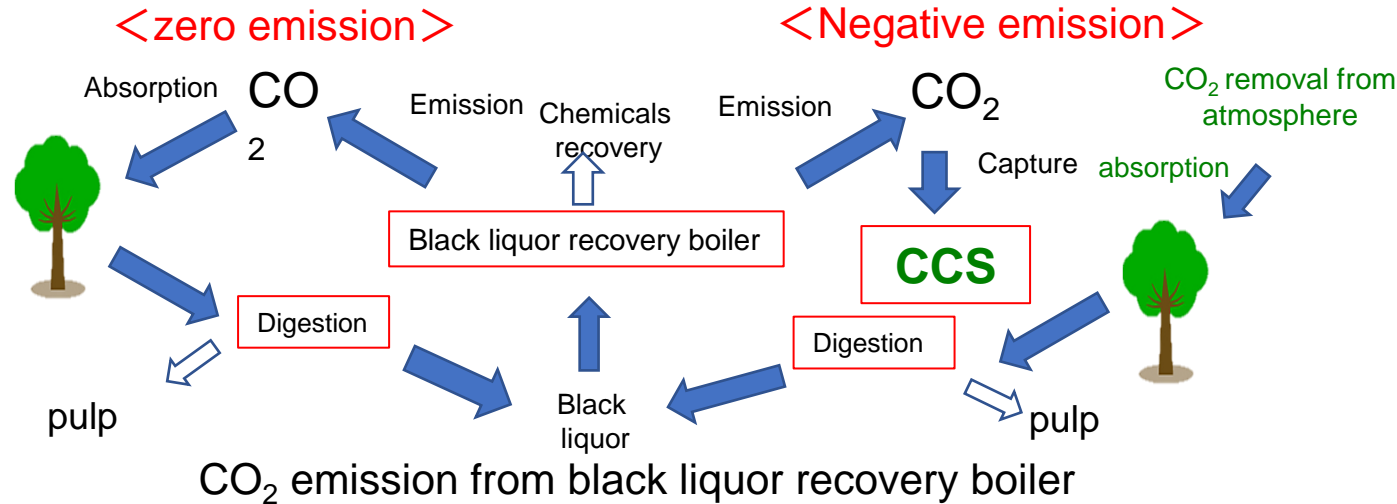 ＜zero emission＞
＜Negative emission＞
Absorption
CO
2
Emission
Chemicals
recovery
Emission
CO₂
CO₂ removal from
atmosphere
Capture
absorption
Black liquor recovery boiler
CCS
Digestion
Digestion
pulp
Black
liquor
pulp
CO₂ emission from black liquor recovery boiler